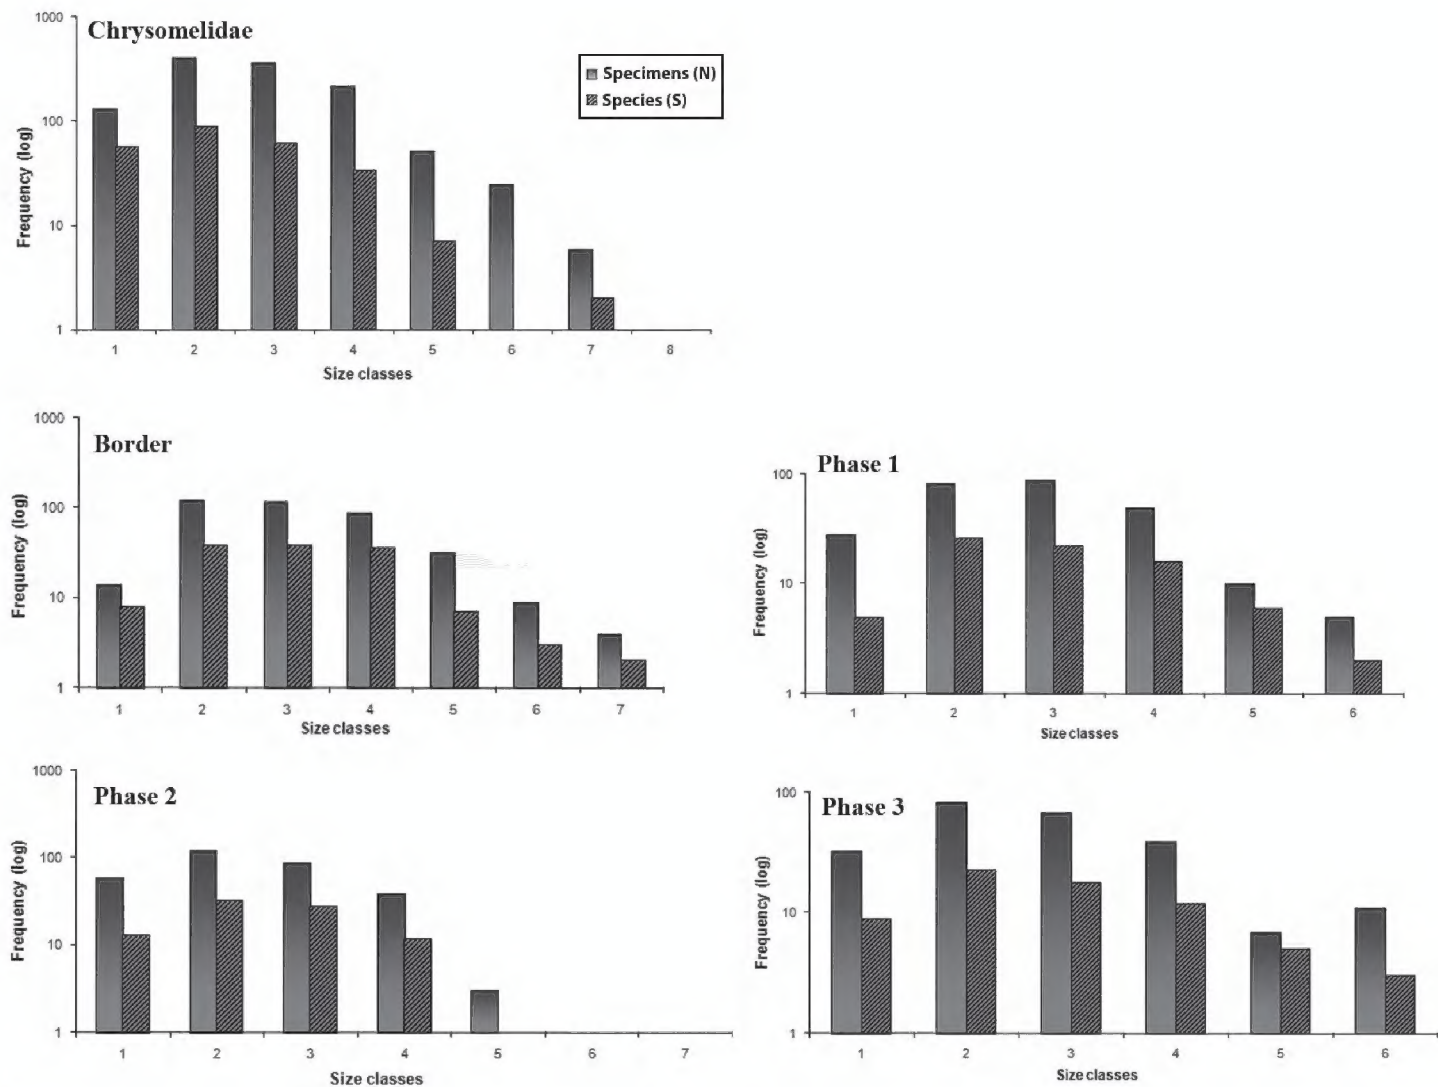 Chrysomelidae
Specimens (N)
Species (S)
Frequency (log)
1000
100
10
1
1 2 3 4 5 6 7 8
Size classes
Border
Frequency (log)
1000
100
10
1
1 2 3 4 5 6 7
Size classes
Phase 1
Frequency (log)
100
10
1
1 2 3 4 5 6
Size classes
Phase 2
Frequency (log)
1000
100
10
1
1 2 3 4 5 6 7
Size classes
Phase 3
Frequency (log)
100
10
1
1 2 3 4 5 6
Size classes